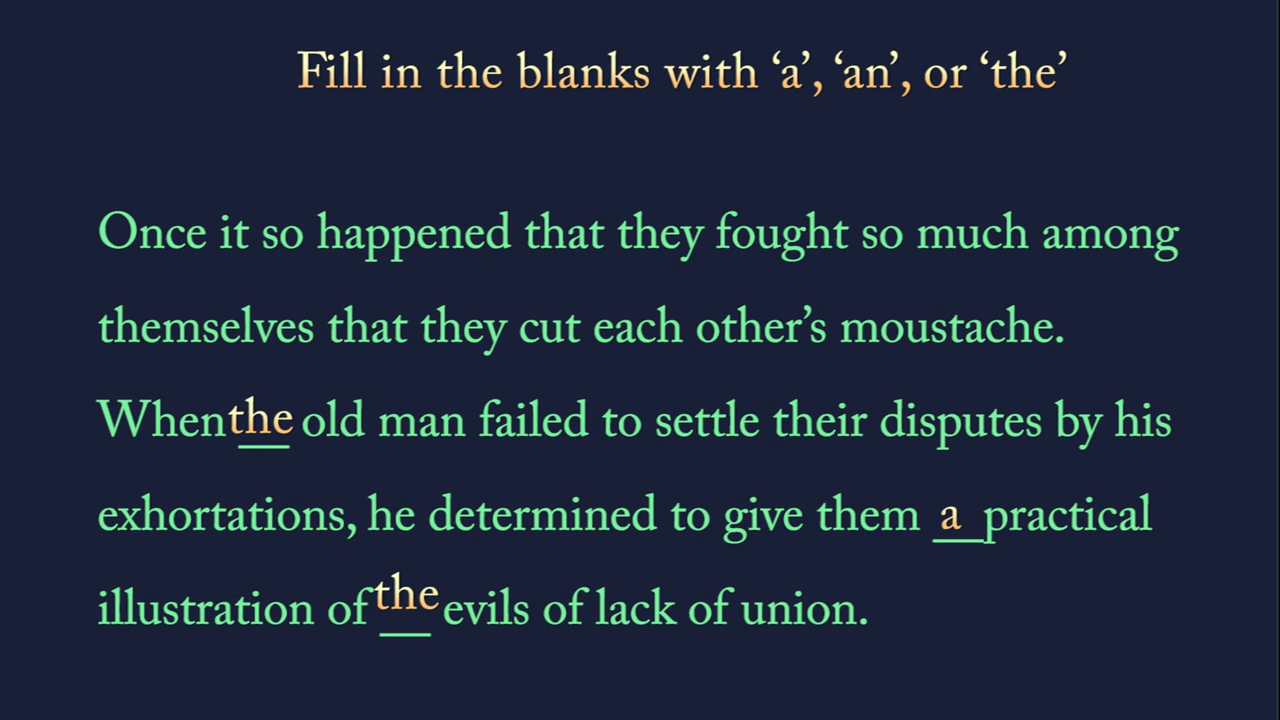 Fill in the blanks with ‘a’, ‘an’, or ‘the’
Once it so happened that they fought so much among
themselves that they cut each other’s moustache.
When the old man failed to settle their disputes by his
exhortations, he determined to give them a practical
illustration of the evils of lack of union.